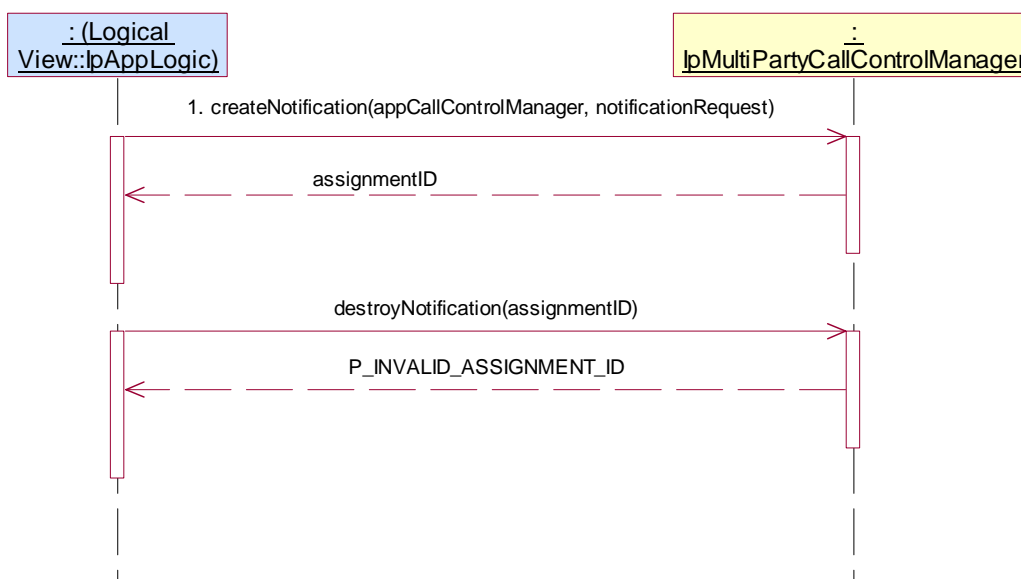 : (Logical
View::IpAppLogic)
:
IpMultiPartyCallControlManager
1. createNotification(appCallControlManager, notificationRequest)
assignmentID
destroyNotification(assignmentID)
P_INVALID_ASSIGNMENT_ID